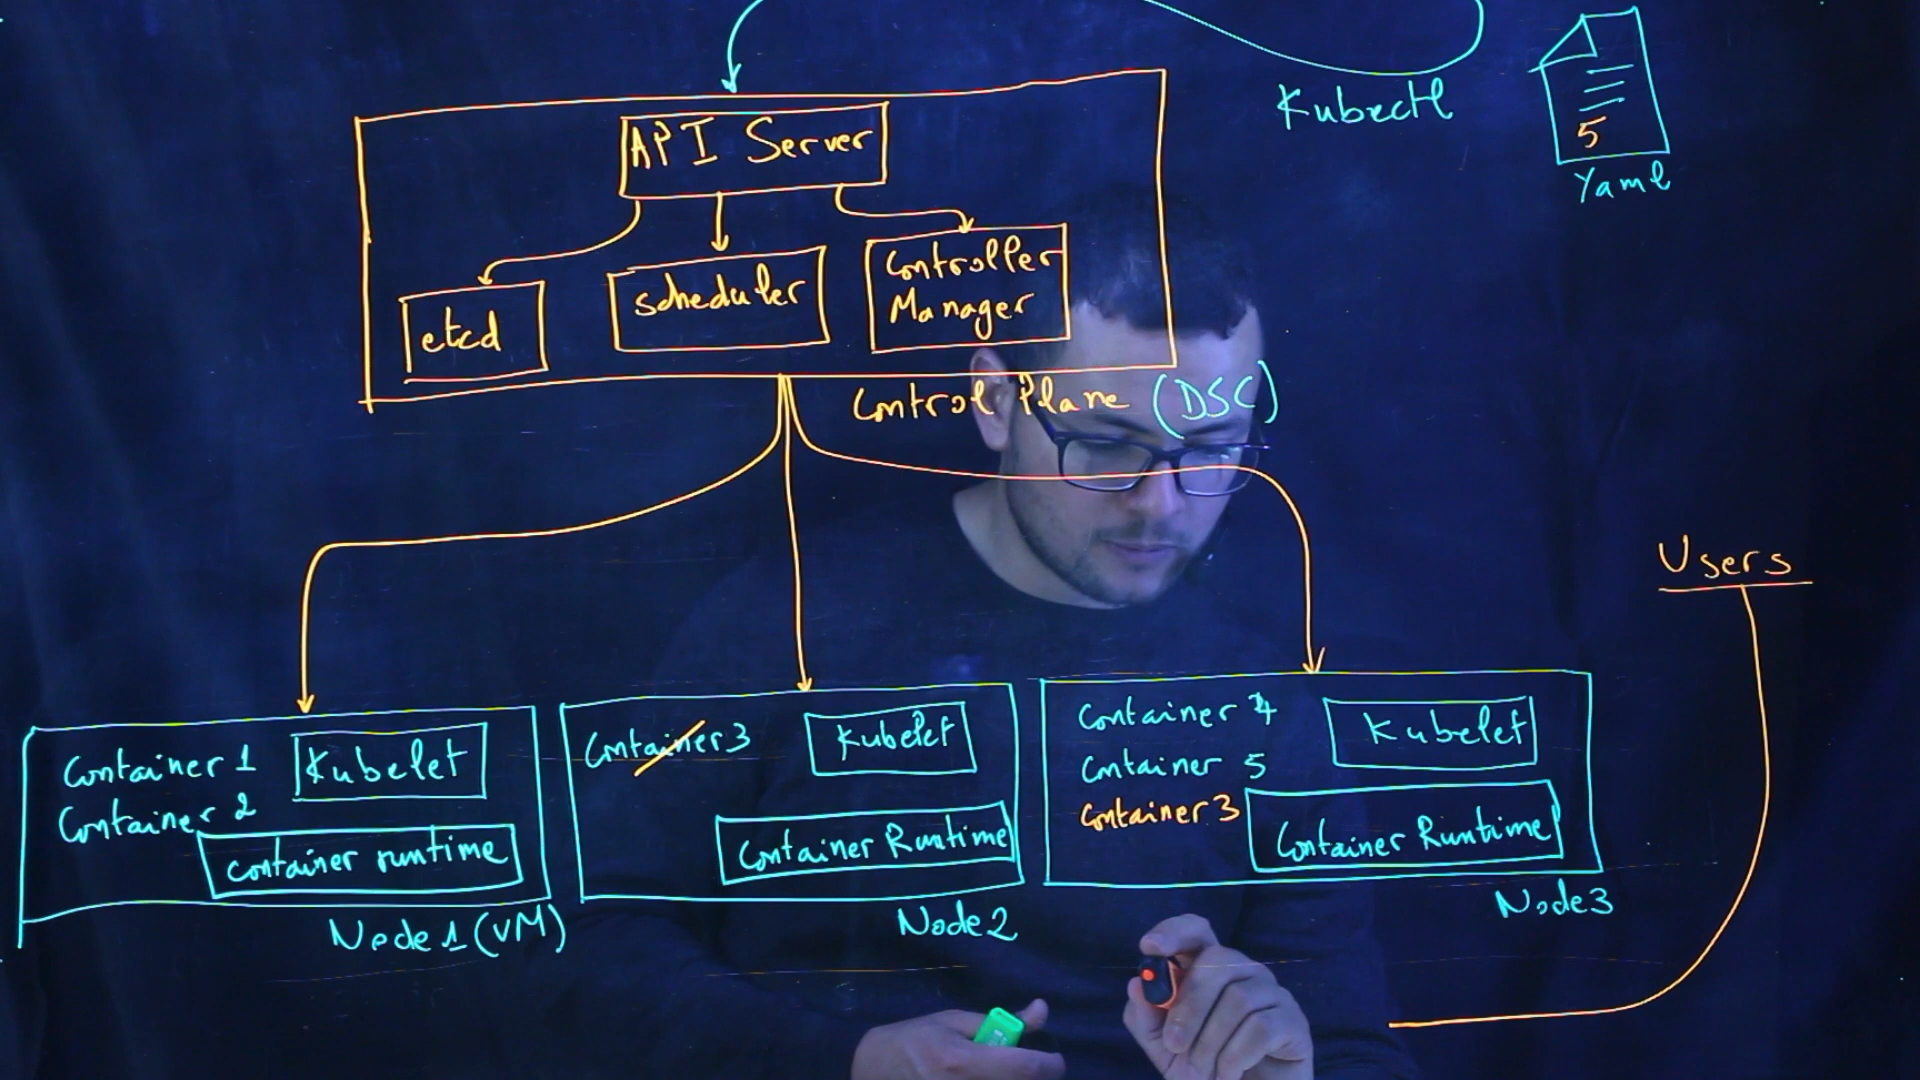 Kubectl
5
Yaml
API Server
etcd
scheduler
Controller
Manager
Control Plane (DSC)
Users
Container 1
Container 2
Kubelet
container runtime
Node 1 (VM)
Container 3
Kubelet
Container Runtime
Node 2
Container 4
Container 5
Container 3
Kubelet
Container Runtime
Node 3